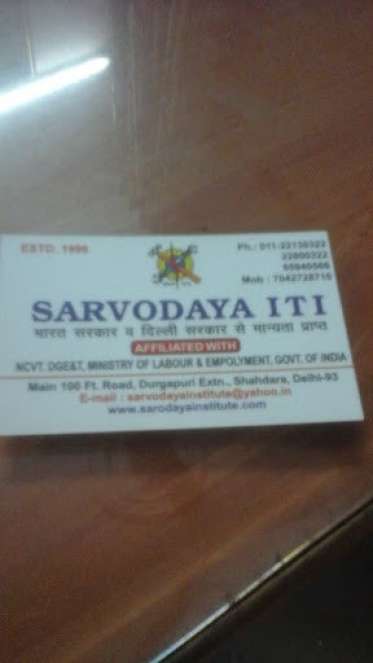 ESTD. 1996
Ph.: 011-22130322
22800322
Mob : 7042728716
SARVODAYA ITI
भारत सरकार व दिल्ली सरकार से मान्यता प्राप्त
AFFILIATED WITH
NCVT. DGE&T, MINISTRY OF LABOUR & EMPOLYMENT, GOVT. OF INDIA
Main 100 Ft. Road, Durgapuri Extn., Shahdara, Delhi-93
E-mail : sarvodayainstitute@yahoo.in
www.sarodayainstitute.com